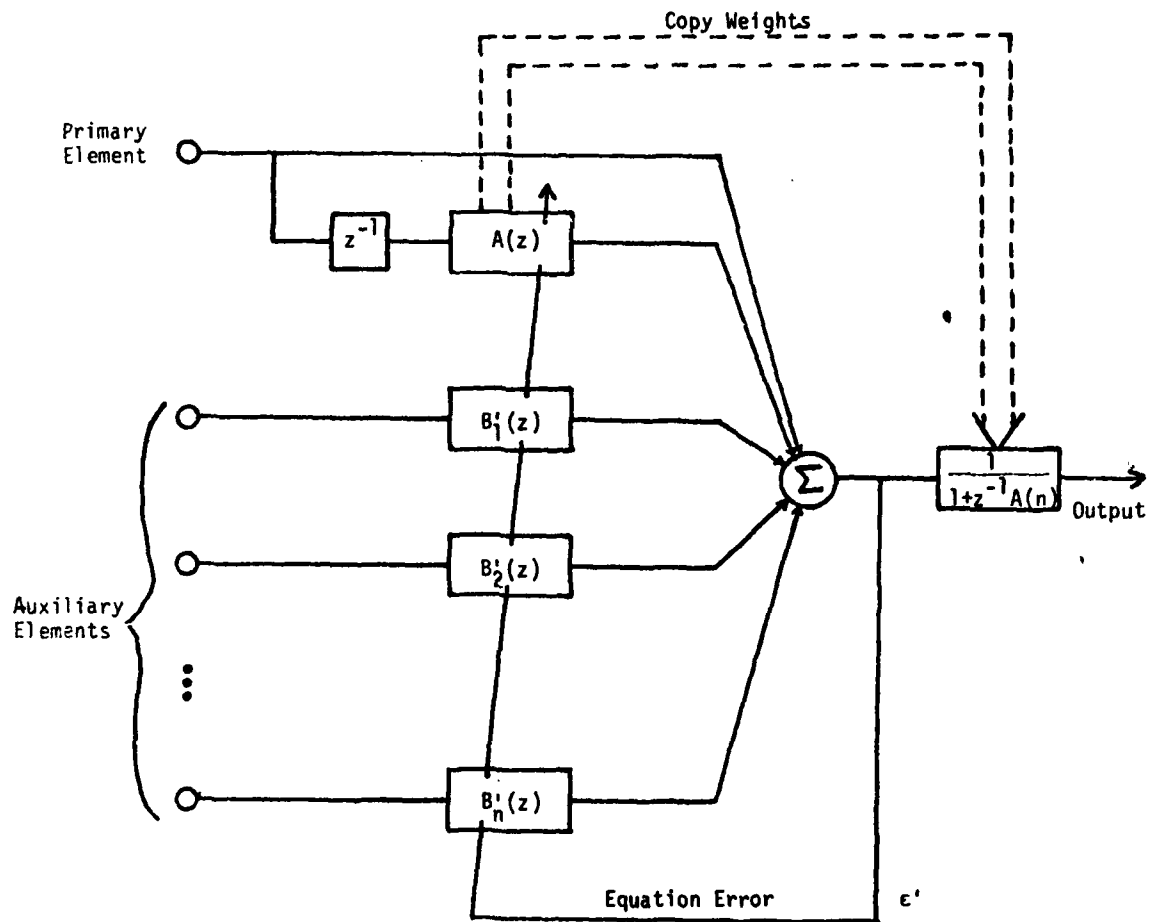 Copy Weights
Primary
Element
z⁻¹
A(z)
B'₁(z)
B'₂(z)
B'ₙ(z)
Auxiliary
Elements
Σ
1
1+z⁻¹A(n)
Output
Equation Error
ε'